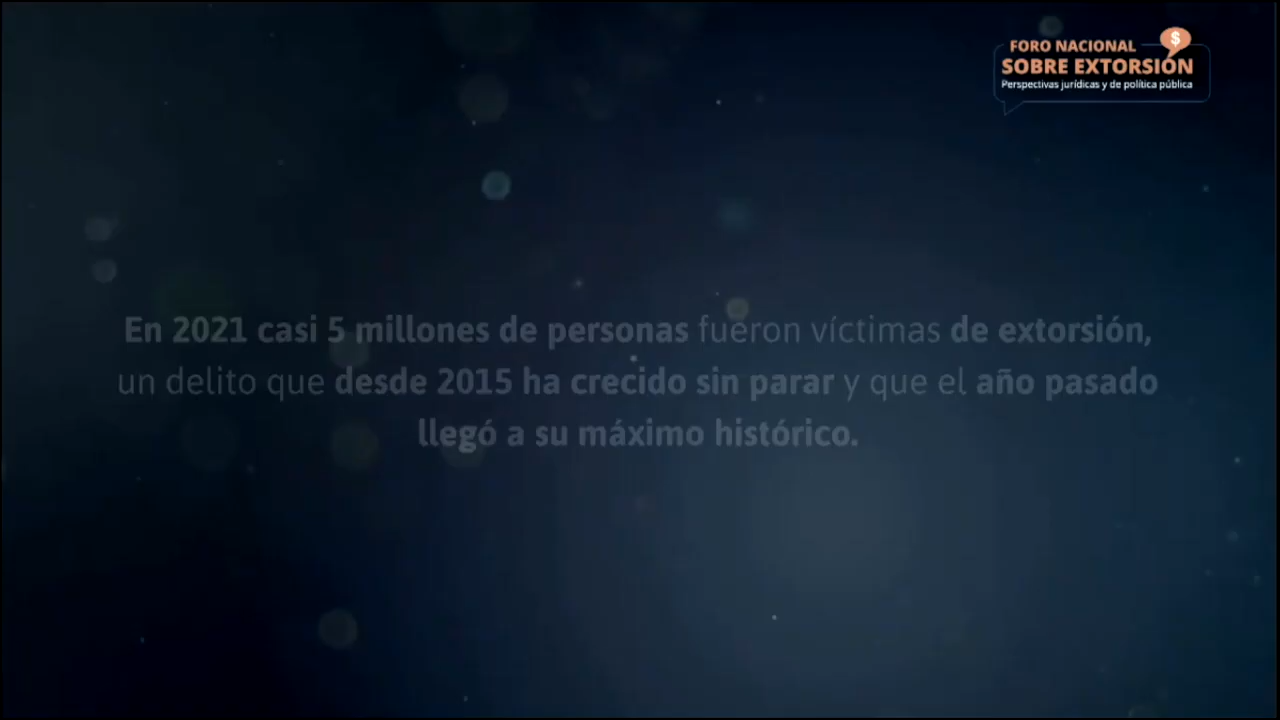 FORO NACIONAL
SOBRE EXTORSIÓN
Perspectivas jurídicas y de política pública
$
En 2021 casi 5 millones de personas fueron víctimas de extorsión,
un delito que desde 2015 ha crecido sin parar y que el año pasado
llegó a su máximo histórico.